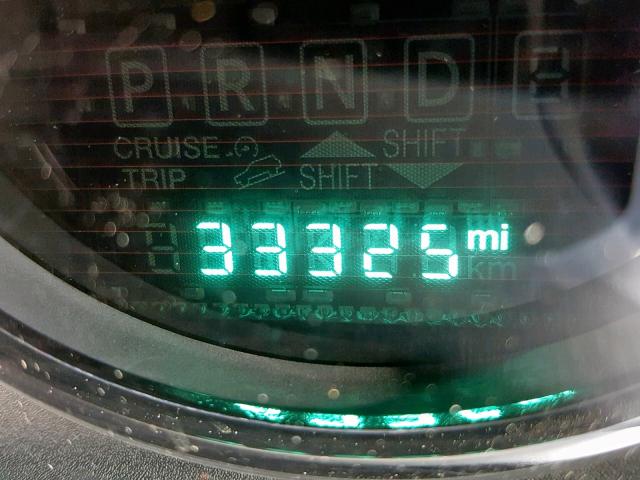 P R N D
CRUISE SHIFT
TRIP SHIFT
33325 mi
km